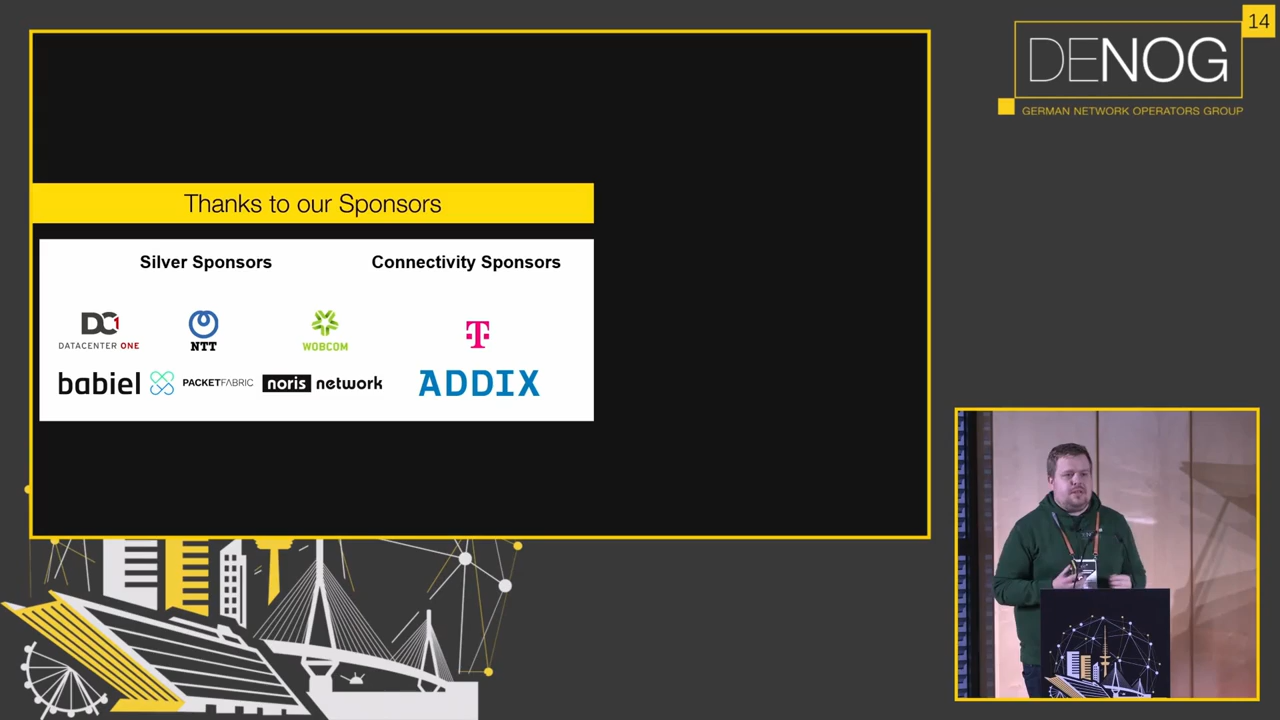 14
DENOG
GERMAN NETWORK OPERATORS GROUP
Thanks to our Sponsors
Silver Sponsors
Connectivity Sponsors
DC1
DATACENTER ONE
NTT
WOBCOM
T
babiel
PACKETFABRIC
noris network
ADDIX